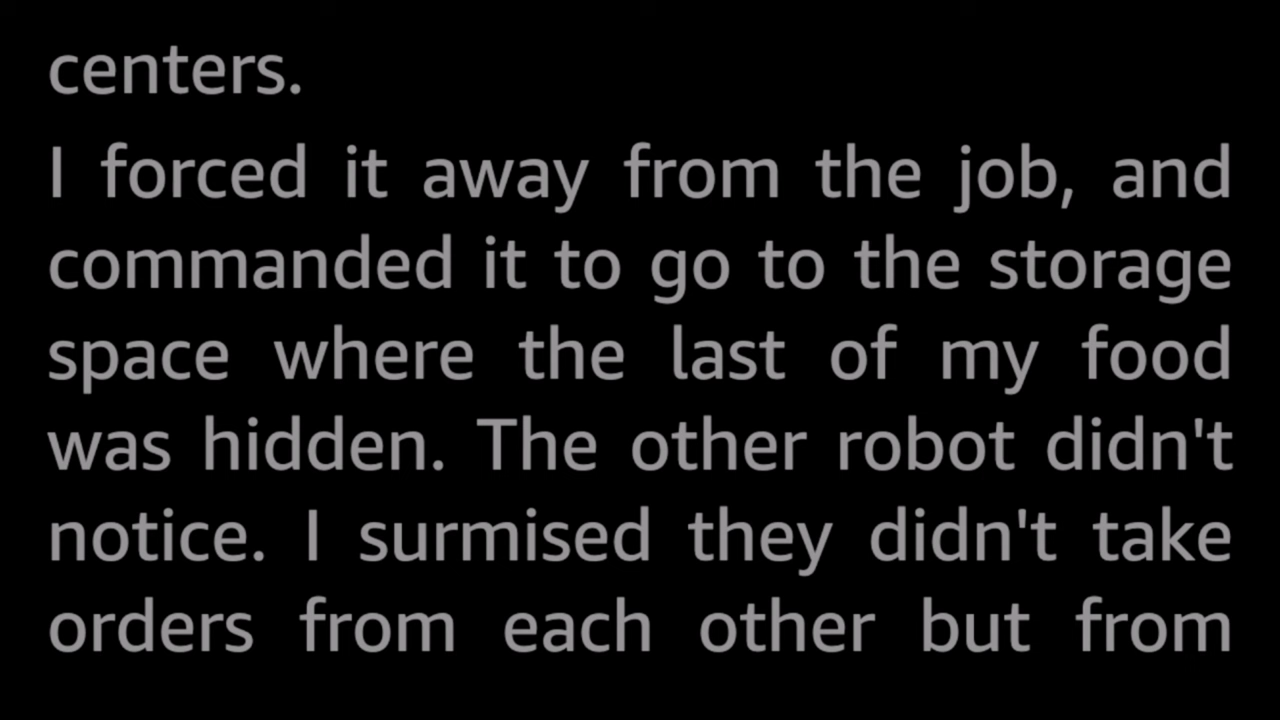 centers.
I forced it away from the job, and
commanded it to go to the storage
space where the last of my food
was hidden. The other robot didn't
notice. I surmised they didn't take
orders from each other but from